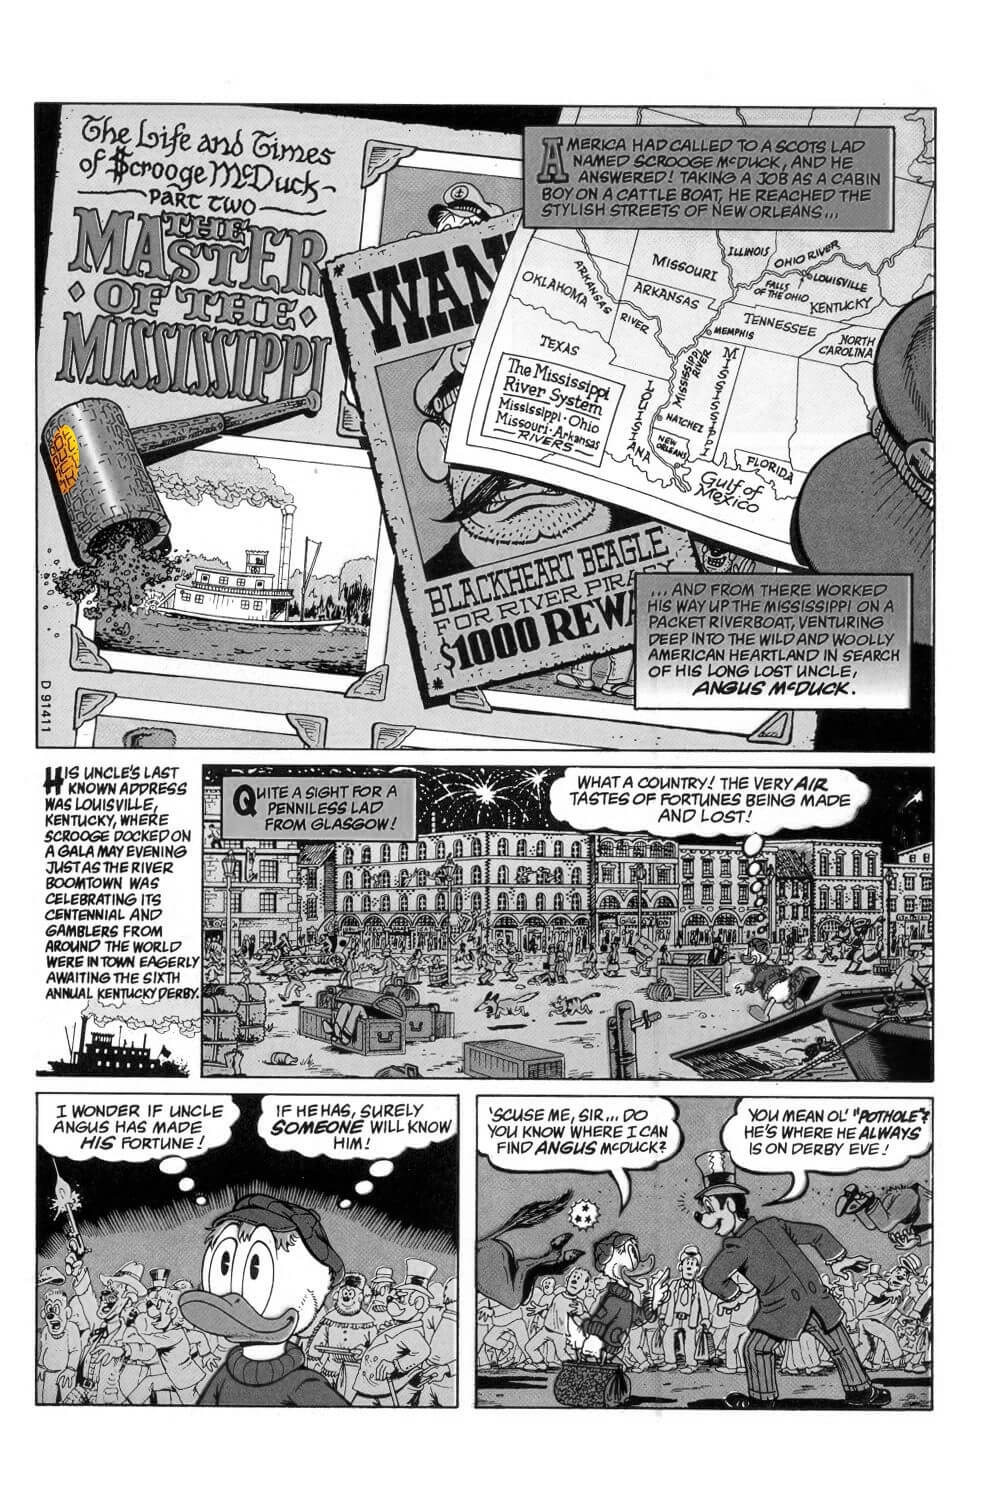 The Life and Times
of $crooge McDuck
PART TWO
THE
MASTER
OF THE
MISSISSIPPI
AMERICA HAD CALLED TO A SCOTS LAD
NAMED SCROOGE McDUCK, AND HE
ANSWERED! TAKING A JOB AS A CABIN
BOY ON A CATTLE BOAT, HE REACHED THE
STYLISH STREETS OF NEW ORLEANS...
WAN
BLACKHEART BEAGLE
FOR RIVER PIRACY
$1000 REWA
ILLINOIS
OHIO RIVER
MISSOURI
LOUISVILLE
FALLS
OF THE OHIO
KENTUCKY
OKLAHOMA
ARKANSAS
RIVER
ARKANSAS
TENNESSEE
MEMPHIS
NORTH
CAROLINA
TEXAS
MISSISSIPPI
RIVER
MISSISSIPPI
LOUISIANA
NATCHEZ
NEW
ORLEANS
FLORIDA
Gulf of
Mexico
The Mississippi
River System
Mississippi · Ohio
Missouri · Arkansas
RIVERS
...AND FROM THERE WORKED
HIS WAY UP THE MISSISSIPPI ON A
PACKET RIVERBOAT, VENTURING
DEEP INTO THE WILD AND WOOLLY
AMERICAN HEARTLAND IN SEARCH
OF HIS LONG LOST UNCLE,
ANGUS McDUCK.
D 91411
HIS UNCLE'S LAST
KNOWN ADDRESS
WAS LOUISVILLE,
KENTUCKY, WHERE
SCROOGE DOCKED ON
A GALA MAY EVENING
JUST AS THE RIVER
BOOMTOWN WAS
CELEBRATING ITS
CENTENNIAL AND
GAMBLERS FROM
AROUND THE WORLD
WERE IN TOWN EAGERLY
AWAITING THE SIXTH
ANNUAL KENTUCKY DERBY.
QUITE A SIGHT FOR A
PENNILESS LAD
FROM GLASGOW!
WHAT A COUNTRY! THE VERY AIR
TASTES OF FORTUNES BEING MADE
AND LOST!
I WONDER IF UNCLE
ANGUS HAS MADE
HIS FORTUNE!
IF HE HAS, SURELY
SOMEONE WILL KNOW
HIM!
'SCUSE ME, SIR... DO
YOU KNOW WHERE I CAN
FIND ANGUS McDUCK?
YOU MEAN OL' "POTHOLE"?
HE'S WHERE HE ALWAYS
IS ON DERBY EVE!